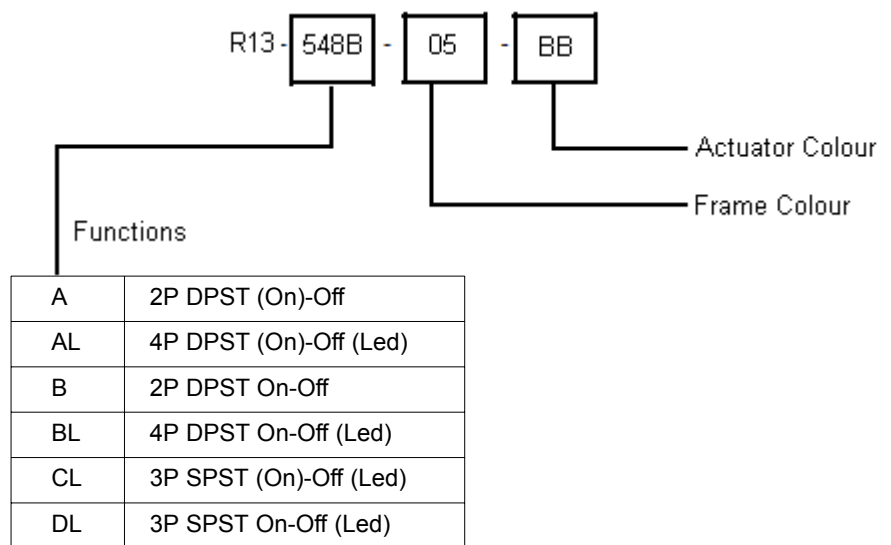 R13- 548B - 05 - BB
Actuator Colour
Frame Colour
Functions
A 2P DPST (On)-Off
AL 4P DPST (On)-Off (Led)
B 2P DPST On-Off
BL 4P DPST On-Off (Led)
CL 3P SPST (On)-Off (Led)
DL 3P SPST On-Off (Led)